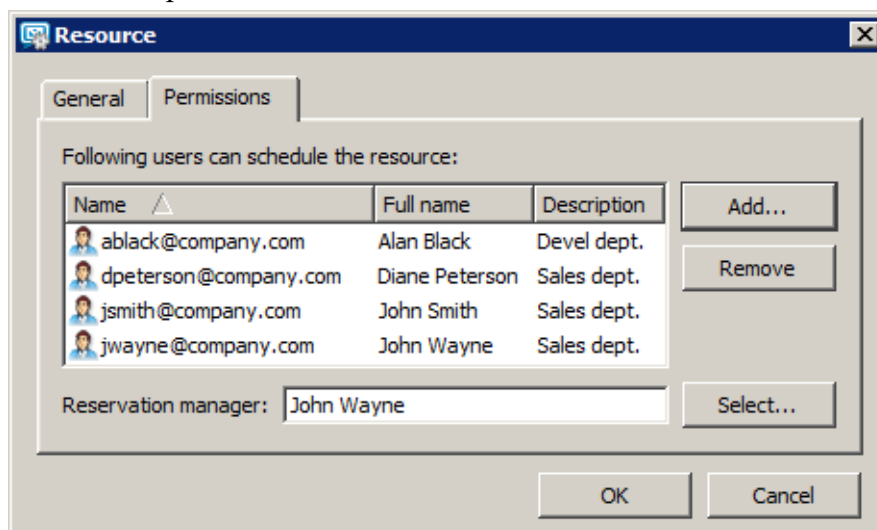 Resource
General Permissions
Following users can schedule the resource:
Name Full name Description
ablack@company.com Alan Black Devel dept.
dpeterson@company.com Diane Peterson Sales dept.
jsmith@company.com John Smith Sales dept.
jwayne@company.com John Wayne Sales dept.
Add...
Remove
Reservation manager: John Wayne Select...
OK Cancel